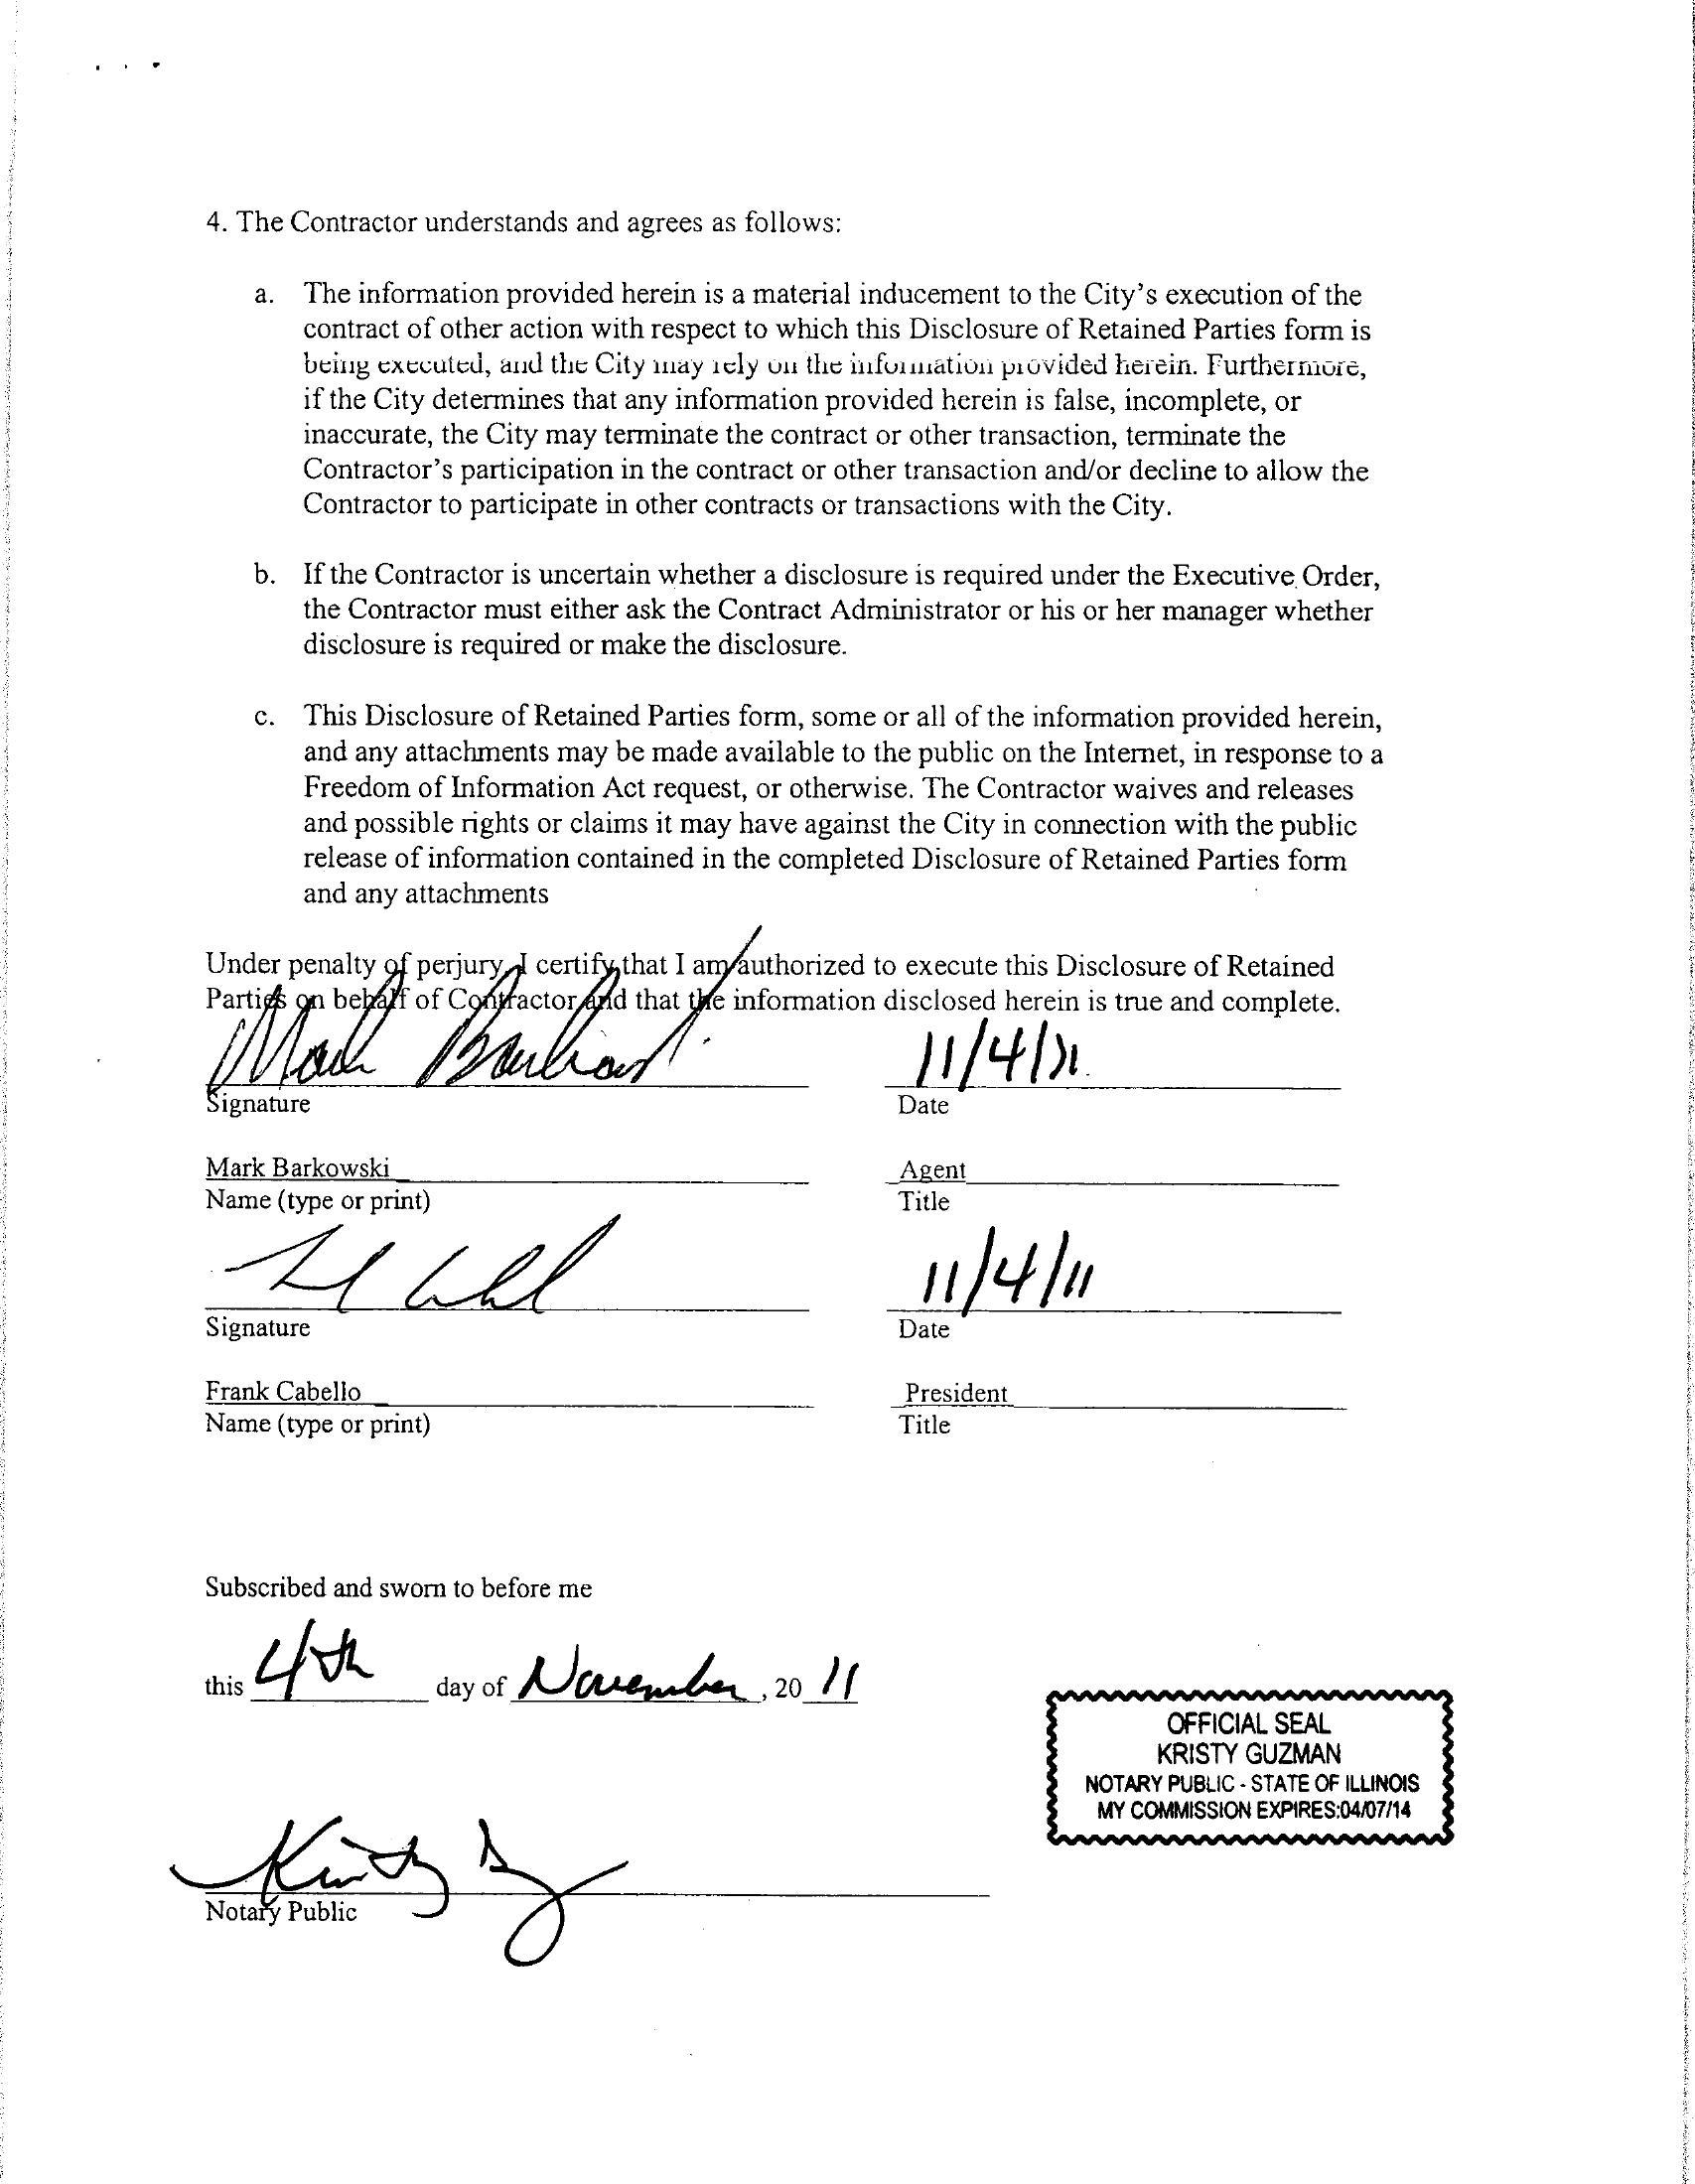 4. The Contractor understands and agrees as follows:
a. The information provided herein is a material inducement to the City's execution of the
contract of other action with respect to which this Disclosure of Retained Parties form is
being executed, and the City may rely on the information provided herein. Furthermore,
if the City determines that any information provided herein is false, incomplete, or
inaccurate, the City may terminate the contract or other transaction, terminate the
Contractor's participation in the contract or other transaction and/or decline to allow the
Contractor to participate in other contracts or transactions with the City.
b. If the Contractor is uncertain whether a disclosure is required under the Executive Order,
the Contractor must either ask the Contract Administrator or his or her manager whether
disclosure is required or make the disclosure.
c. This Disclosure of Retained Parties form, some or all of the information provided herein,
and any attachments may be made available to the public on the Internet, in response to a
Freedom of Information Act request, or otherwise. The Contractor waives and releases
and possible rights or claims it may have against the City in connection with the public
release of information contained in the completed Disclosure of Retained Parties form
and any attachments
Under penalty of perjury, I certify that I am authorized to execute this Disclosure of Retained
Parties on behalf of Contractor and that the information disclosed herein is true and complete.
Mark 11/4/11
Signature Date
Mark Barkowski Agent
Name (type or print) Title
11/4/11
Signature Date
Frank Cabello President
Name (type or print) Title
Subscribed and sworn to before me
this 4th day of November, 20 11
OFFICIAL SEAL
KRISTY GUZMAN
NOTARY PUBLIC - STATE OF ILLINOIS
MY COMMISSION EXPIRES:04/07/14
Kristy
Notary Public